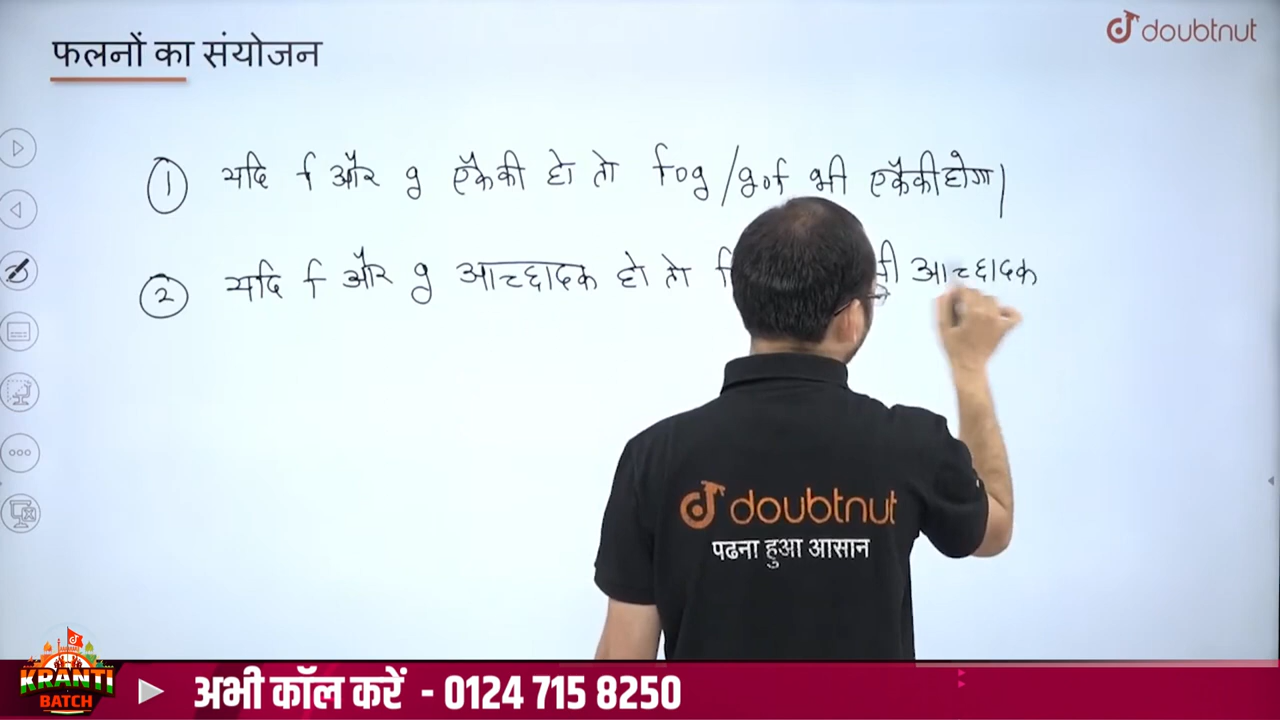 फलनों का संयोजन
doubtnut
① यदि f और g एकैकी हो तो fog/gof भी एकैकी होगा।
② यदि f और g आच्छादक हो तो आच्छादक
doubtnut
पढना हुआ आसान
KRANTI
BATCH
अभी कॉल करें - 0124 715 8250